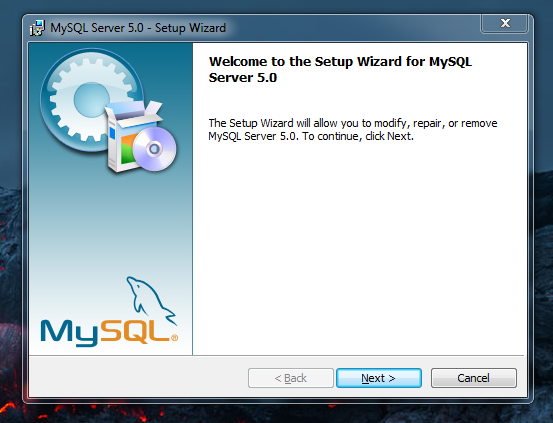 MySQL Server 5.0 - Setup Wizard
Welcome to the Setup Wizard for MySQL
Server 5.0
The Setup Wizard will allow you to modify, repair, or remove
MySQL Server 5.0. To continue, click Next.
MySQL®
< Back
Next >
Cancel